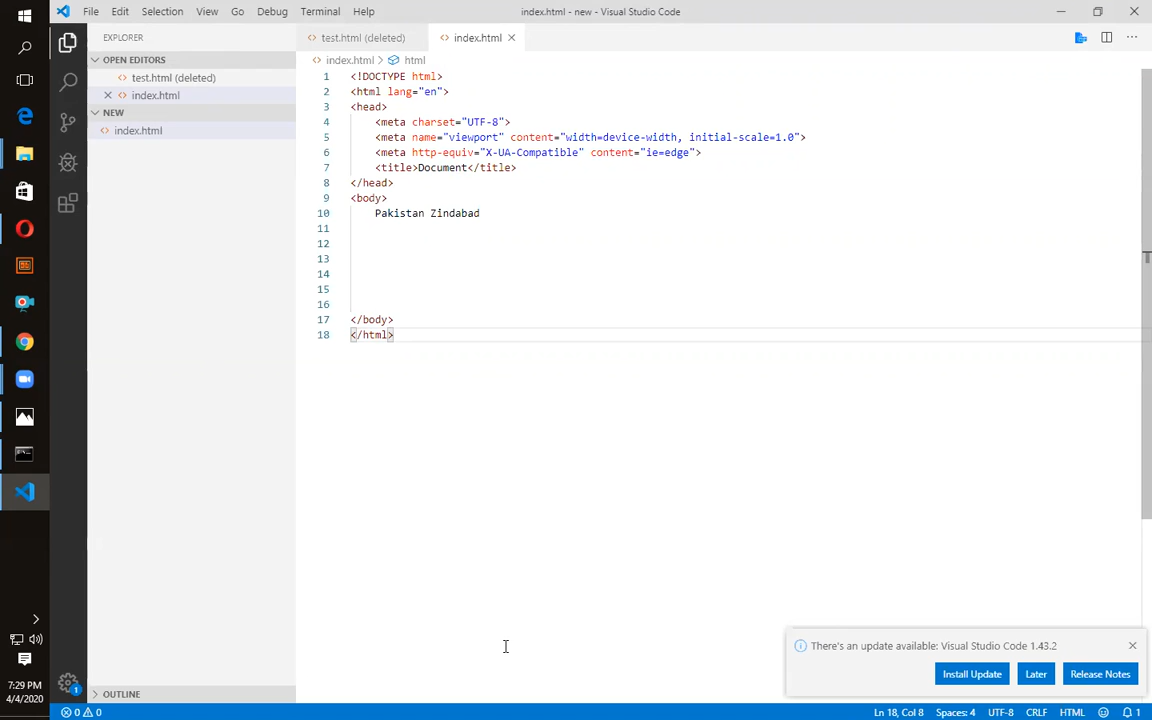 File Edit Selection View Go Debug Terminal Help
index.html - new - Visual Studio Code
EXPLORER
OPEN EDITORS
test.html (deleted)
index.html
NEW
index.html
OUTLINE
test.html (deleted)
index.html
index.html > html
1 <!DOCTYPE html>
2 <html lang="en">
3 <head>
4 <meta charset="UTF-8">
5 <meta name="viewport" content="width=device-width, initial-scale=1.0">
6 <meta http-equiv="X-UA-Compatible" content="ie=edge">
7 <title>Document</title>
8 </head>
9 <body>
10 Pakistan Zindabad
11
12
13
14
15
16
17 </body>
18 </html>
There's an update available: Visual Studio Code 1.43.2
Install Update Later Release Notes
7:29 PM
4/4/2020
1
0 0
Ln 18, Col 8 Spaces: 4 UTF-8 CRLF HTML 1